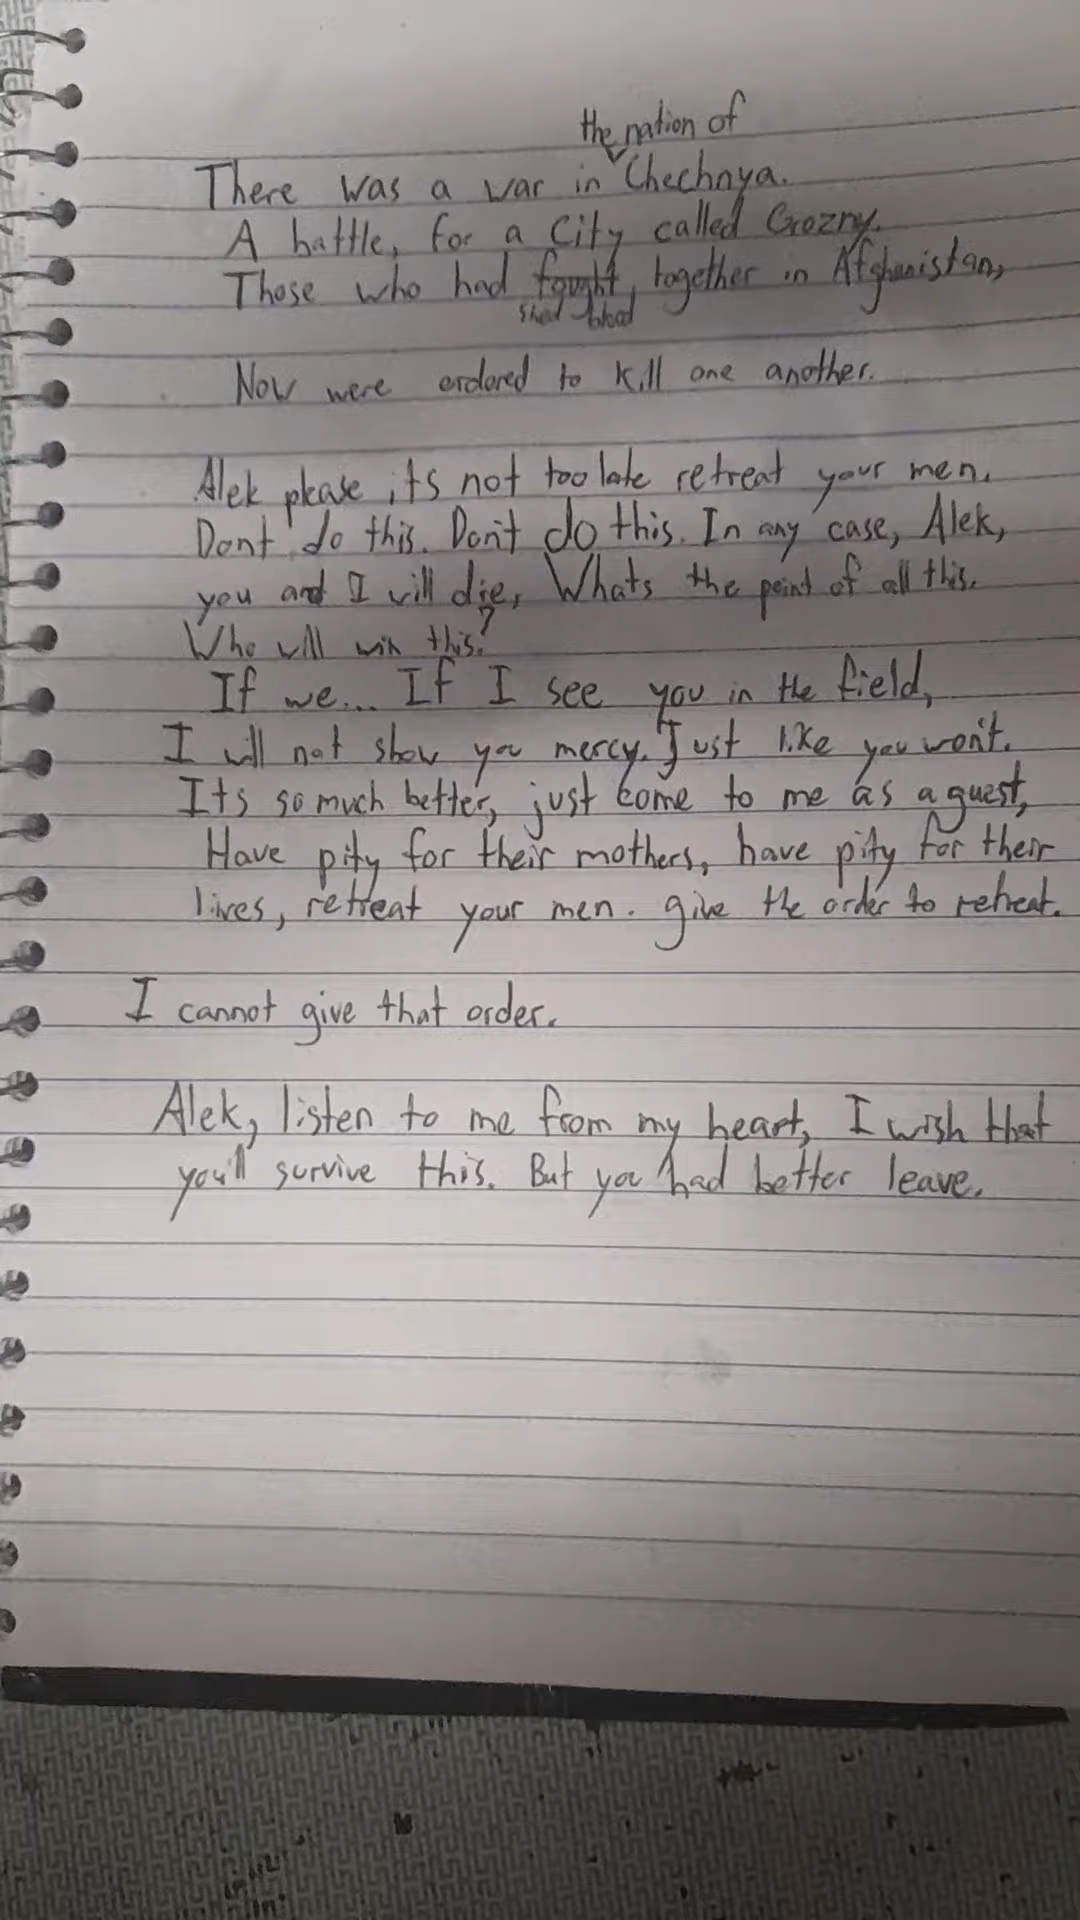 the nation of
There was a war in Chechnya.
A battle, for a City called Grozny.
Those who had fought, together in Afghanistan,
shed blood
Now were ordered to kill one another.
Alek please its not too late retreat your men.
Dont do this. Don't do this. In any case, Alek,
you and I will die, Whats the point of all this.
Who will win this?
If we... If I see you in the field,
I will not show you mercy. Just like you won't.
Its so much better, just come to me as a guest,
Have pity for their mothers, have pity for their
lives, retreat your men. give the order to retreat.
I cannot give that order.
Alek, listen to me from my heart, I wish that
you'll survive this. But you had better leave.